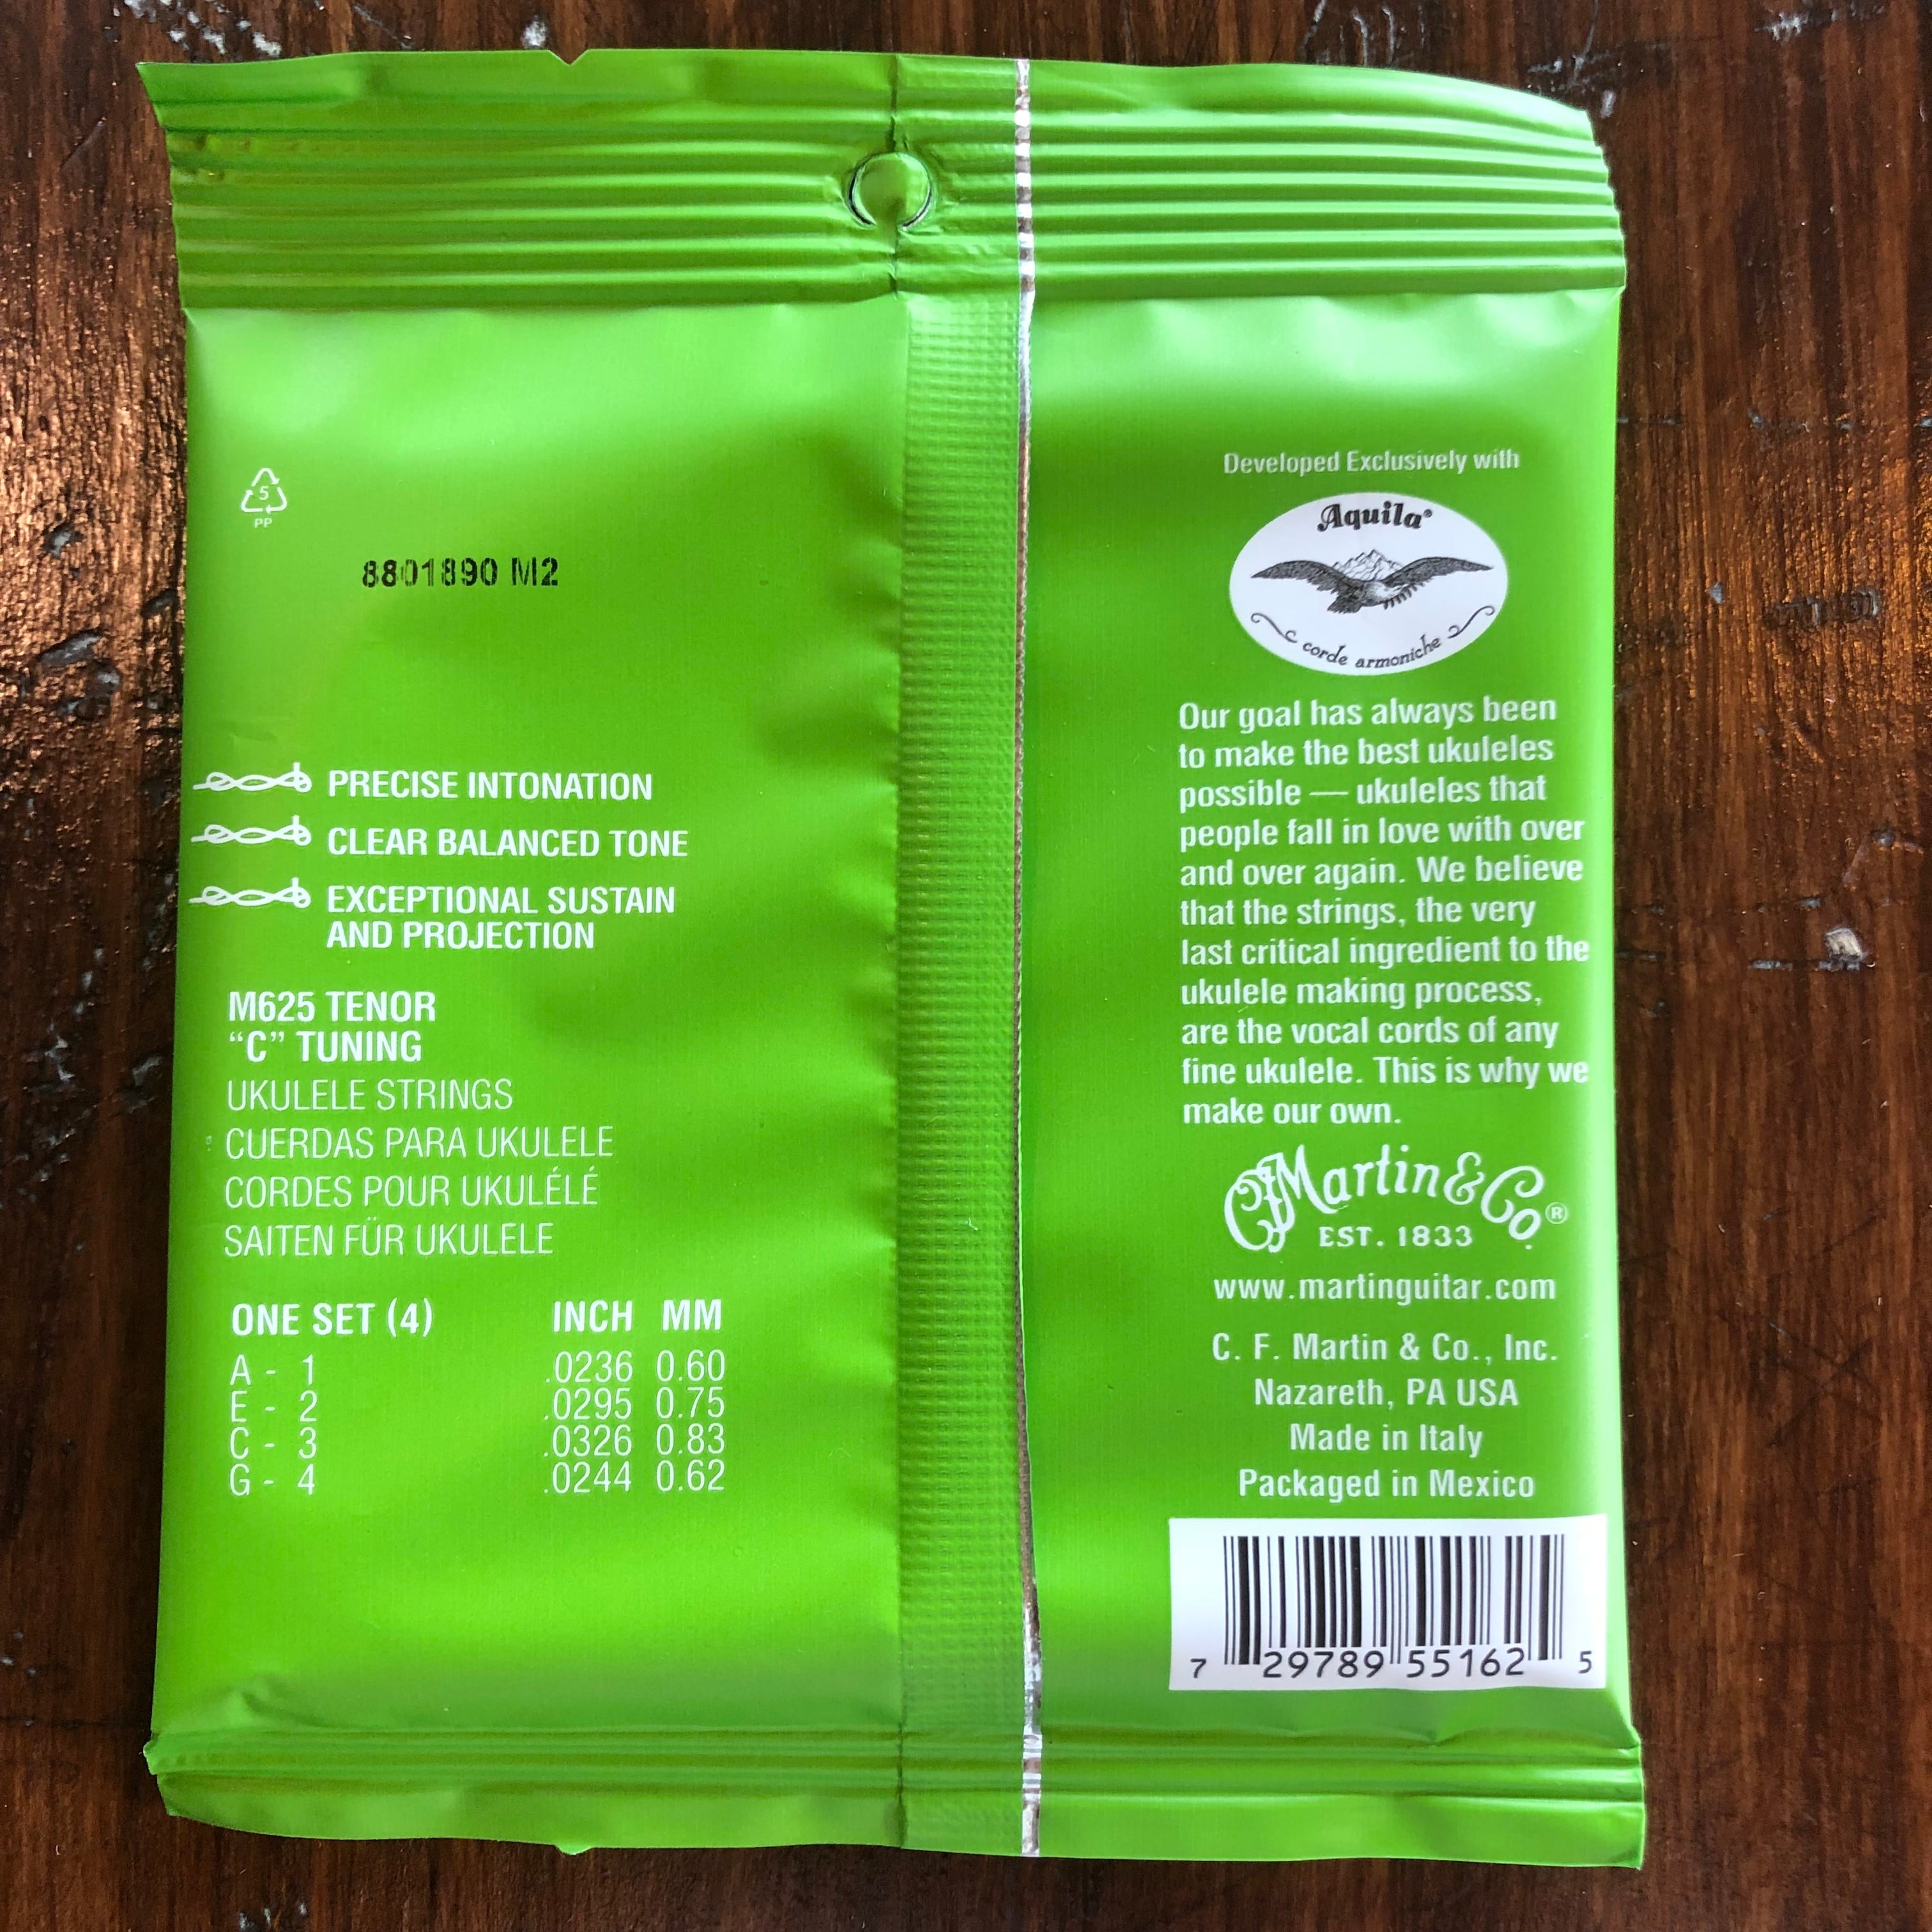 5
PP
8801890 M2
PRECISE INTONATION
CLEAR BALANCED TONE
EXCEPTIONAL SUSTAIN
AND PROJECTION
M625 TENOR
“C” TUNING
UKULELE STRINGS
CUERDAS PARA UKULELE
CORDES POUR UKULÉLÉ
SAITEN FÜR UKULELE
ONE SET (4) INCH MM
A - 1 .0236 0.60
E - 2 .0295 0.75
C - 3 .0326 0.83
G - 4 .0244 0.62
Developed Exclusively with
Aquila®
corde armoniche
Our goal has always been
to make the best ukuleles
possible — ukuleles that
people fall in love with over
and over again. We believe
that the strings, the very
last critical ingredient to the
ukulele making process,
are the vocal cords of any
fine ukulele. This is why we
make our own.
CF Martin & Co. ®
EST. 1833
www.martinguitar.com
C. F. Martin & Co., Inc.
Nazareth, PA USA
Made in Italy
Packaged in Mexico
7 29789 55162 5